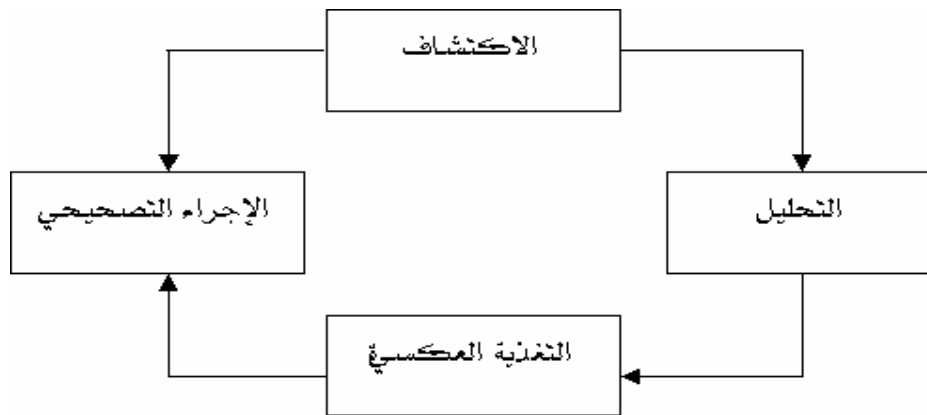 الاكتشاف
التحليل
الإجراء التصحيحي
التغذية العكسية